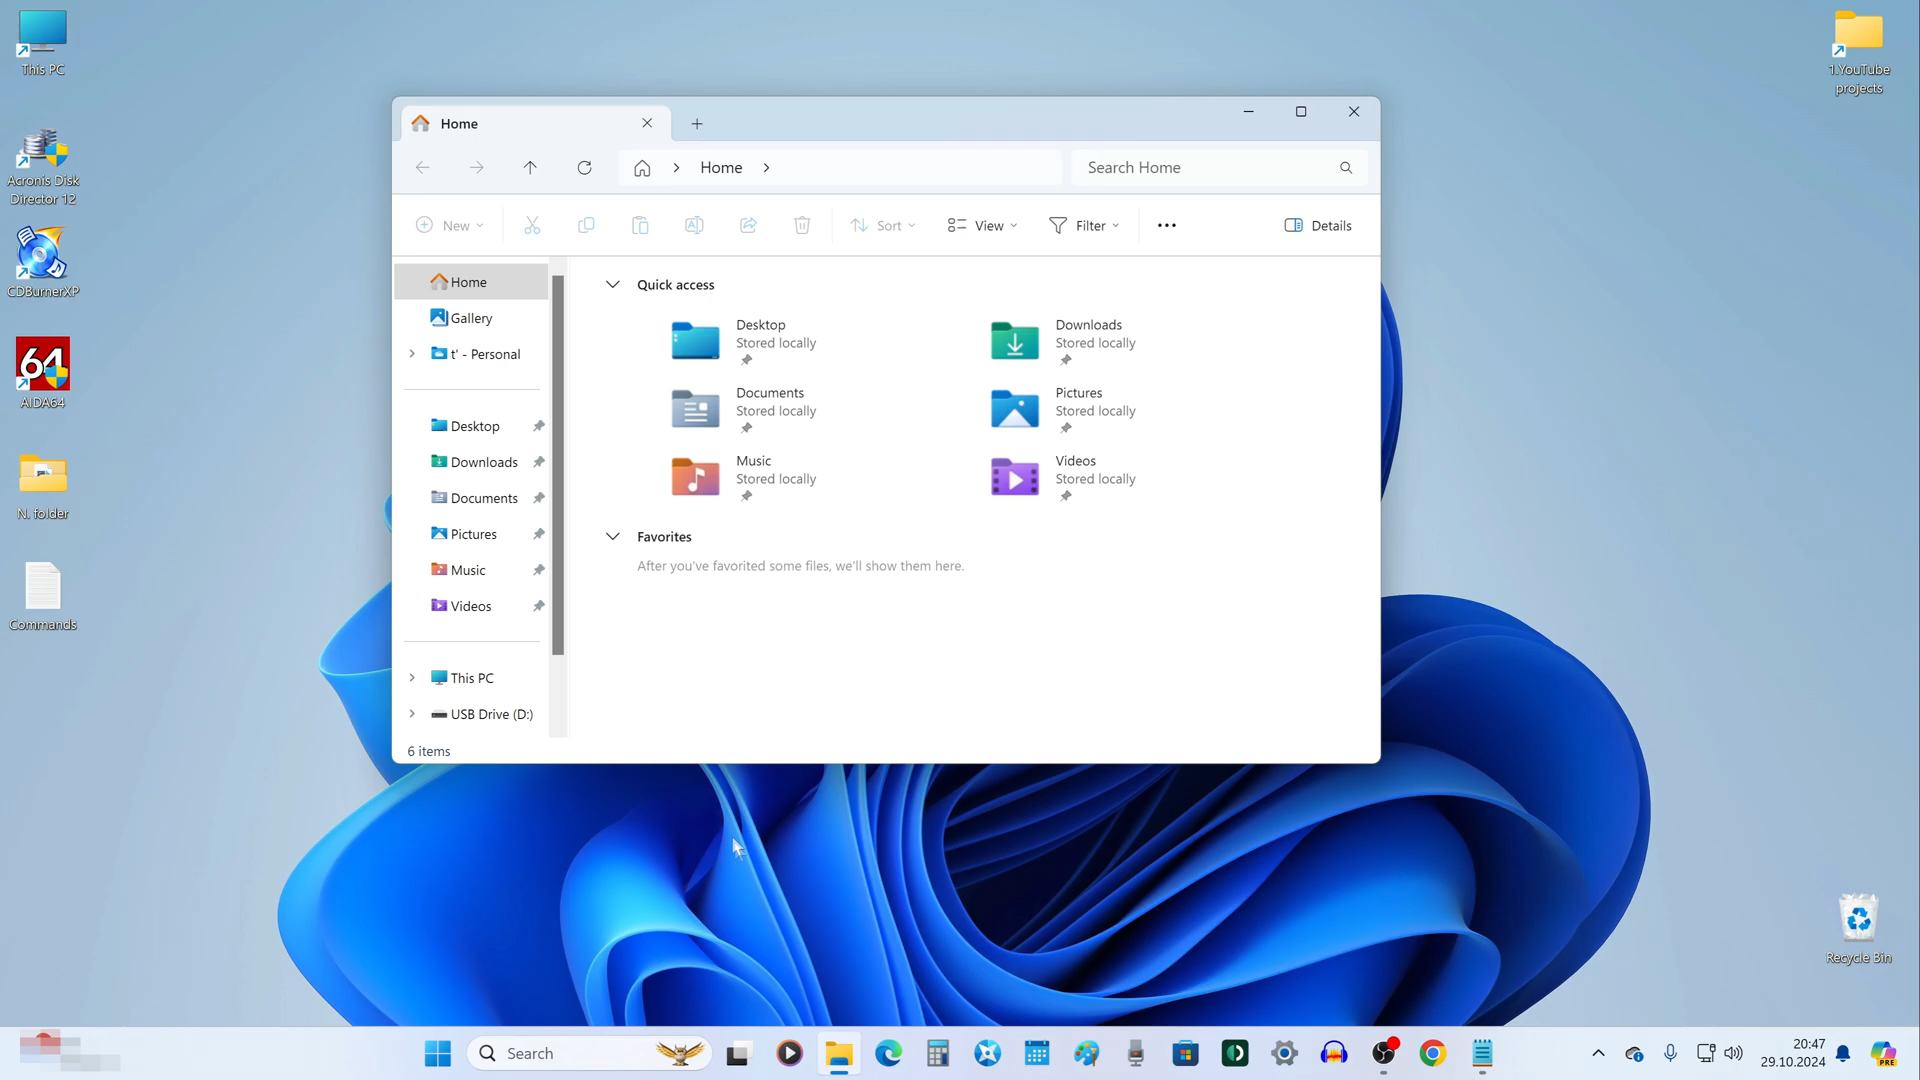 This PC
Acronis Disk
Director 12
CDBurnerXP
64
AIDA64
N. folder
Commands
1.YouTube
projects
Recycle Bin
Home
Home
Search Home
New
Sort
View
Filter
Details
Home
Gallery
t' - Personal
Desktop
Downloads
Documents
Pictures
Music
Videos
This PC
USB Drive (D:)
Quick access
Desktop
Stored locally
Downloads
Stored locally
Documents
Stored locally
Pictures
Stored locally
Music
Stored locally
Videos
Stored locally
Favorites
After you've favorited some files, we'll show them here.
6 items
Search
20:47
29.10.2024
PRE